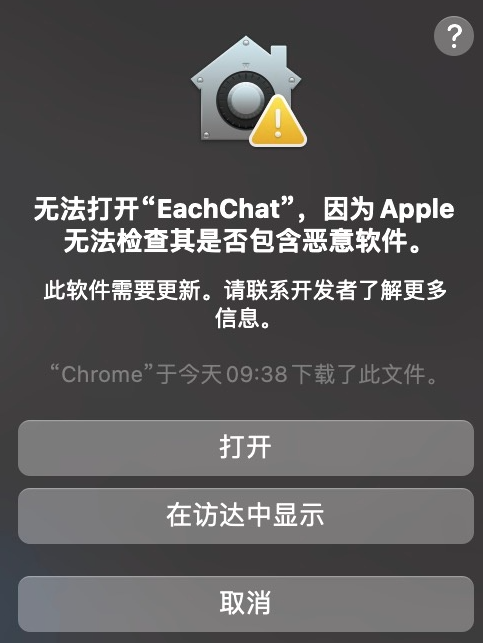 ?
无法打开“EachChat”，因为 Apple
无法检查其是否包含恶意软件。
此软件需要更新。请联系开发者了解更多
信息。
“Chrome”于今天 09:38 下载了此文件。
打开
在访达中显示
取消